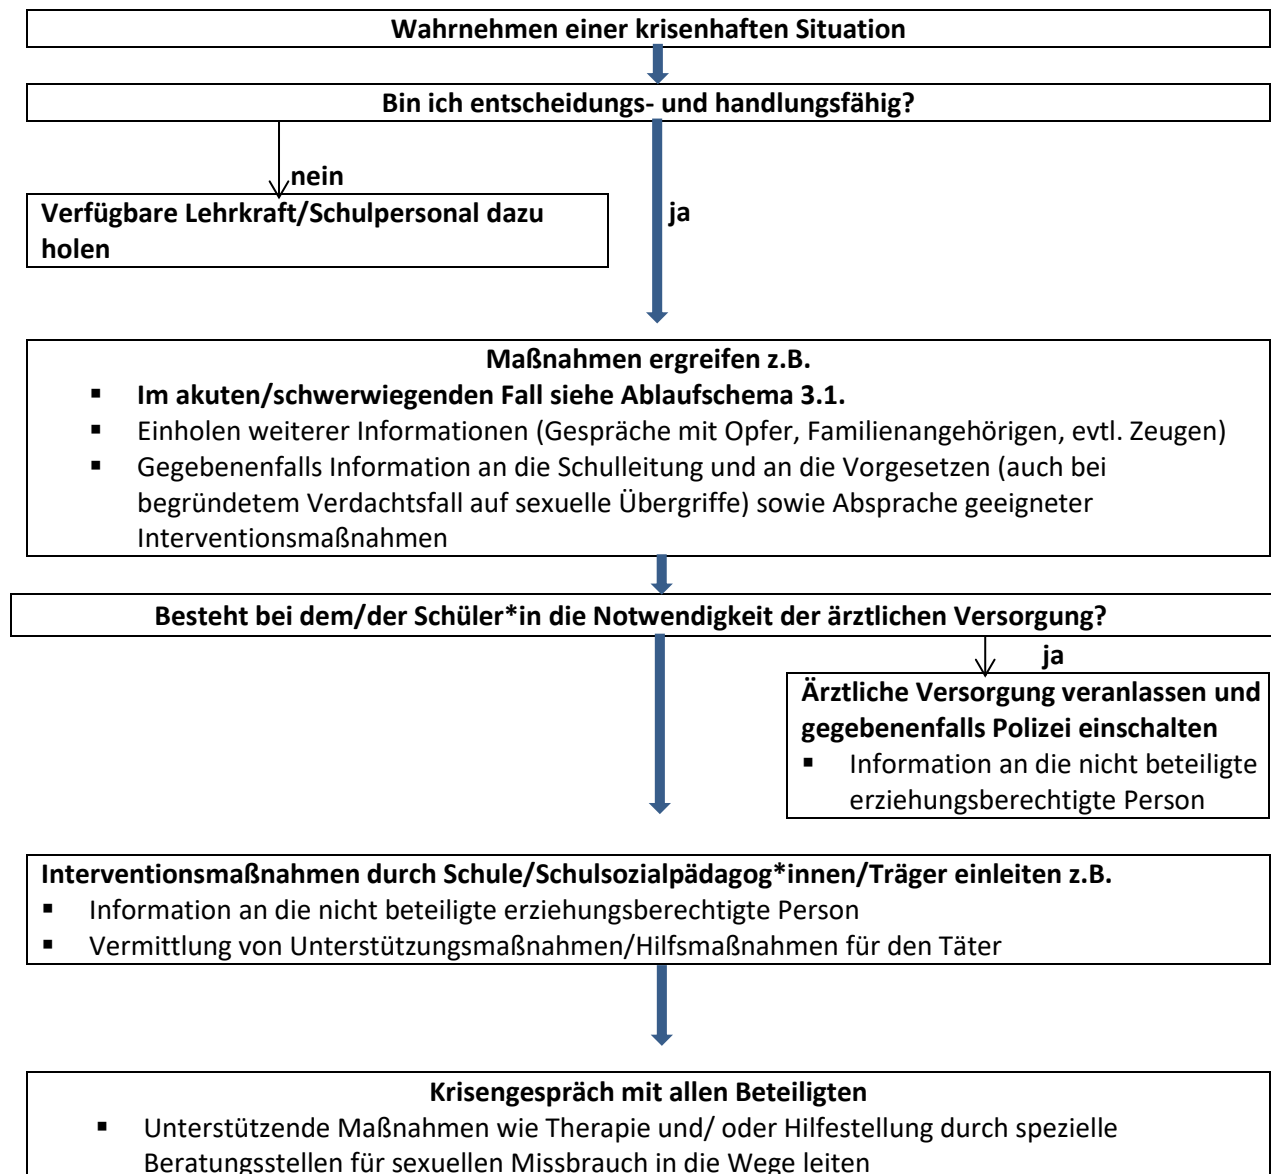 Wahrnehmen einer krisenhaften Situation
Bin ich entscheidungs- und handlungsfähig?
nein
Verfügbare Lehrkraft/Schulpersonal dazu
holen
ja
Maßnahmen ergreifen z.B.
▪ Im akuten/schwerwiegenden Fall siehe Ablaufschema 3.1.
▪ Einholen weiterer Informationen (Gespräche mit Opfer, Familienangehörigen, evtl. Zeugen)
▪ Gegebenenfalls Information an die Schulleitung und an die Vorgesetzen (auch bei
begründetem Verdachtsfall auf sexuelle Übergriffe) sowie Absprache geeigneter
Interventionsmaßnahmen
Besteht bei dem/der Schüler*in die Notwendigkeit der ärztlichen Versorgung?
ja
Ärztliche Versorgung veranlassen und
gegebenenfalls Polizei einschalten
▪ Information an die nicht beteiligte
erziehungsberechtigte Person
Interventionsmaßnahmen durch Schule/Schulsozialpädagog*innen/Träger einleiten z.B.
▪ Information an die nicht beteiligte erziehungsberechtigte Person
▪ Vermittlung von Unterstützungsmaßnahmen/Hilfsmaßnahmen für den Täter
Krisengespräch mit allen Beteiligten
▪ Unterstützende Maßnahmen wie Therapie und/ oder Hilfestellung durch spezielle
Beratungsstellen für sexuellen Missbrauch in die Wege leiten